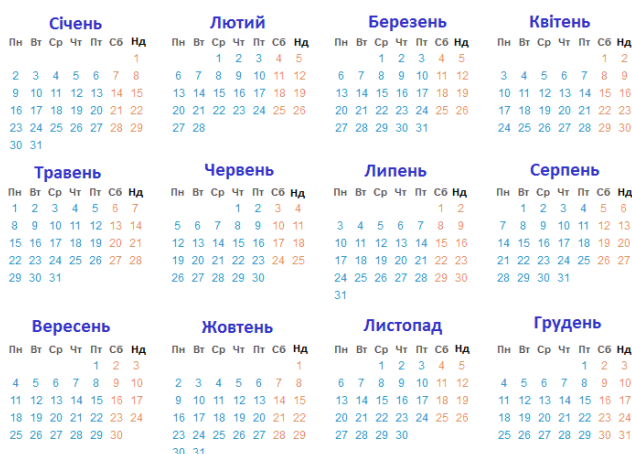 Січень Лютий Березень Квітень
Пн Вт Ср Чт Пт Сб Нд Пн Вт Ср Чт Пт Сб Нд Пн Вт Ср Чт Пт Сб Нд Пн Вт Ср Чт Пт Сб Нд
1 1 2 3 4 5 1 2 3 4 5 1 2
2 3 4 5 6 7 8 6 7 8 9 10 11 12 6 7 8 9 10 11 12 3 4 5 6 7 8 9
9 10 11 12 13 14 15 13 14 15 16 17 18 19 13 14 15 16 17 18 19 10 11 12 13 14 15 16
16 17 18 19 20 21 22 20 21 22 23 24 25 26 20 21 22 23 24 25 26 17 18 19 20 21 22 23
23 24 25 26 27 28 29 27 28 27 28 29 30 31 24 25 26 27 28 29 30
30 31
Травень Червень Липень Серпень
Пн Вт Ср Чт Пт Сб Нд Пн Вт Ср Чт Пт Сб Нд Пн Вт Ср Чт Пт Сб Нд Пн Вт Ср Чт Пт Сб Нд
1 2 3 4 5 6 7 1 2 3 4 1 2 1 2 3 4 5 6
8 9 10 11 12 13 14 5 6 7 8 9 10 11 3 4 5 6 7 8 9 7 8 9 10 11 12 13
15 16 17 18 19 20 21 12 13 14 15 16 17 18 10 11 12 13 14 15 16 14 15 16 17 18 19 20
22 23 24 25 26 27 28 19 20 21 22 23 24 25 17 18 19 20 21 22 23 21 22 23 24 25 26 27
29 30 31 26 27 28 29 30 24 25 26 27 28 29 30 28 29 30 31
31
Вересень Жовтень Листопад Грудень
Пн Вт Ср Чт Пт Сб Нд Пн Вт Ср Чт Пт Сб Нд Пн Вт Ср Чт Пт Сб Нд Пн Вт Ср Чт Пт Сб Нд
1 2 3 1 1 2 3 4 5 1 2 3
4 5 6 7 8 9 10 2 3 4 5 6 7 8 6 7 8 9 10 11 12 4 5 6 7 8 9 10
11 12 13 14 15 16 17 9 10 11 12 13 14 15 13 14 15 16 17 18 19 11 12 13 14 15 16 17
18 19 20 21 22 23 24 16 17 18 19 20 21 22 20 21 22 23 24 25 26 18 19 20 21 22 23 24
25 26 27 28 29 30 23 24 25 26 27 28 29 27 28 29 30 25 26 27 28 29 30 31
30 31